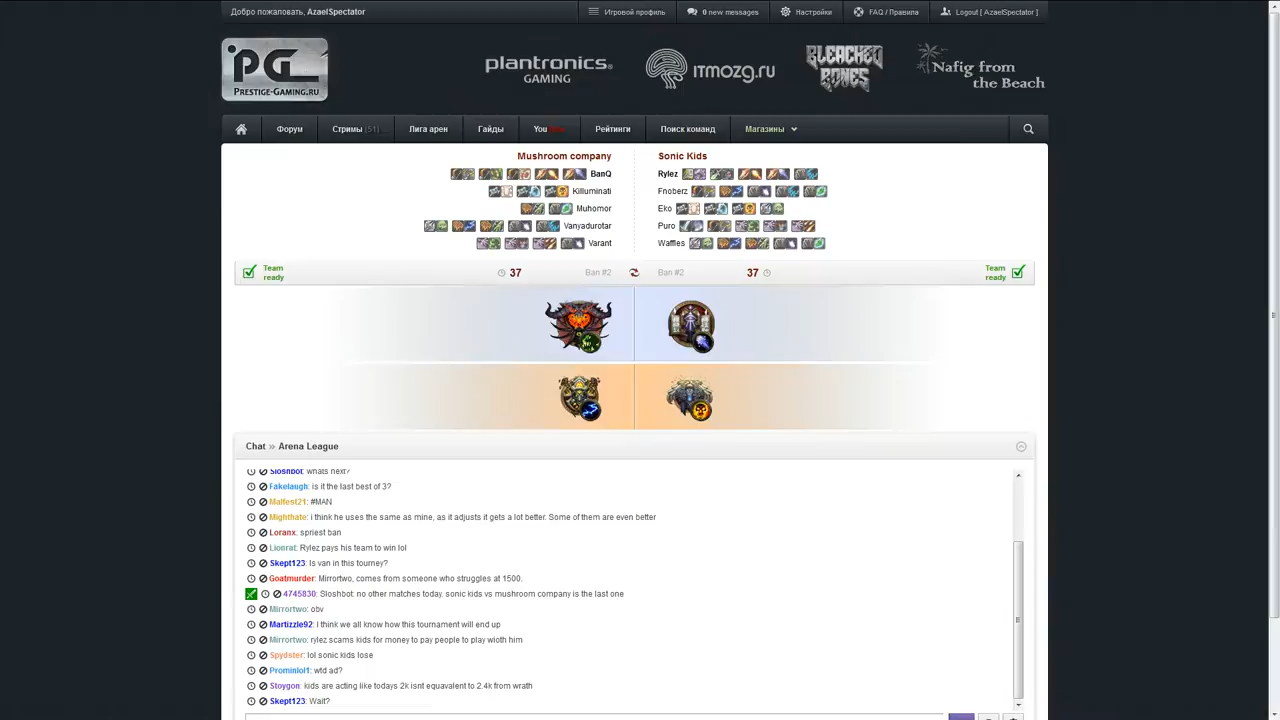 Добро пожаловать, AzaelSpectator
Игровой профиль
0 new messages
Настройки
FAQ / Правила
Logout [ AzaelSpectator ]
PG
PRESTIGE-GAMING.RU
plantronics®
GAMING
ITMOZG.RU
BLEACHED
BONES
Nafig from
the Beach
Форум
Стримы (51)
Лига арен
Гайды
YouTube
Рейтинги
Поиск команд
Магазины
Mushroom company
Sonic Kids
BanQ
Rylez
Killuminati
Fnoberz
Muhomor
Eko
Vanyadurotar
Puro
Varant
Waffles
Team
ready
37
Ban #2
Ban #2
37
Team
ready
Chat » Arena League
Sloshbot: whats next?
Fakelaugh: is it the last best of 3?
Malfest21: #MAN
Mighthate: i think he uses the same as mine, as it adjusts it gets a lot better. Some of them are even better
Loranx: spriest ban
Lionrat: Rylez pays his team to win lol
Skept123: Is van in this tourney?
Goatmurder: Mirrortwo, comes from someone who struggles at 1500.
4745830: Sloshbot: no other matches today. sonic kids vs mushroom company is the last one
Mirrortwo: obv
Martizzle92: i think we all know how this tournament will end up
Mirrortwo: rylez scams kids for money to pay people to play wioth him
Spydster: lol sonic kids lose
Prominlol1: wtd ad?
Stoygon: kids are acting like todays 2k isnt equavalent to 2.4k from wrath
Skept123: Wait?